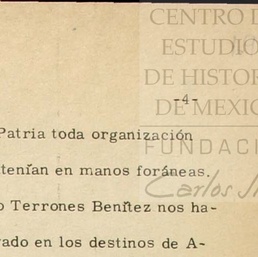 CENTRO D
ESTUDIO
DE HISTOR
DE MEXIC
-4-
FUNDACI
Patria toda organización
tenían en manos foráneas.
Carlos
o Terrones Benítez nos ha-
rado en los destinos de A-